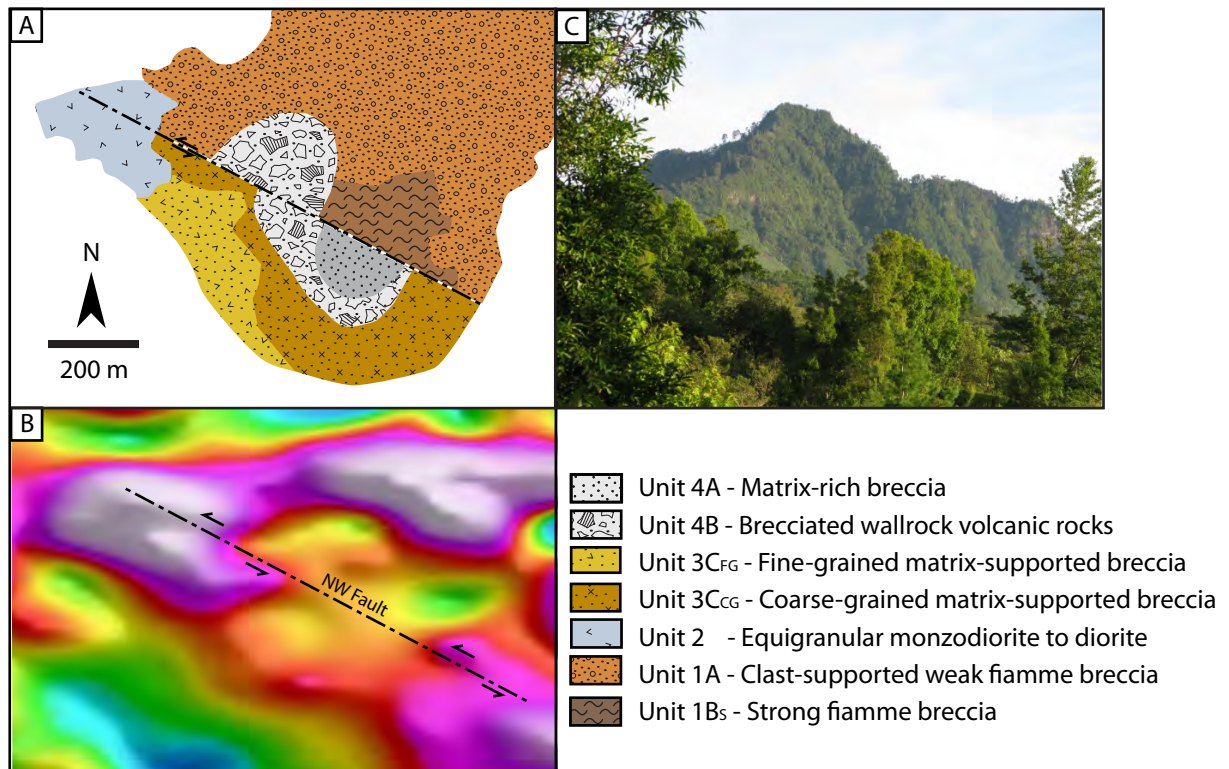 A
C
N
200 m
B
NW Fault
Unit 4A - Matrix-rich breccia
Unit 4B - Brecciated wallrock volcanic rocks
Unit 3CFG - Fine-grained matrix-supported breccia
Unit 3CCG - Coarse-grained matrix-supported breccia
Unit 2 - Equigranular monzodiorite to diorite
Unit 1A - Clast-supported weak fiamme breccia
Unit 1BS - Strong fiamme breccia